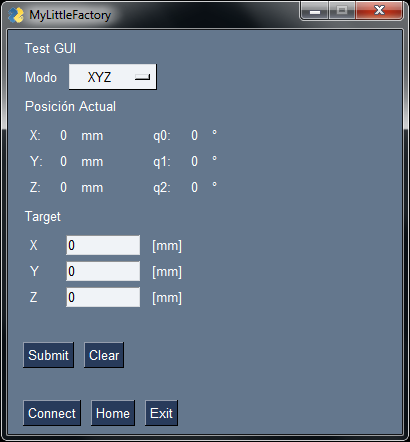 MyLittleFactory
Test GUI
Modo XYZ
Posición Actual
X: 0 mm q0: 0 °
Y: 0 mm q1: 0 °
Z: 0 mm q2: 0 °
Target
X 0 [mm]
Y 0 [mm]
Z 0 [mm]
Submit Clear
Connect Home Exit